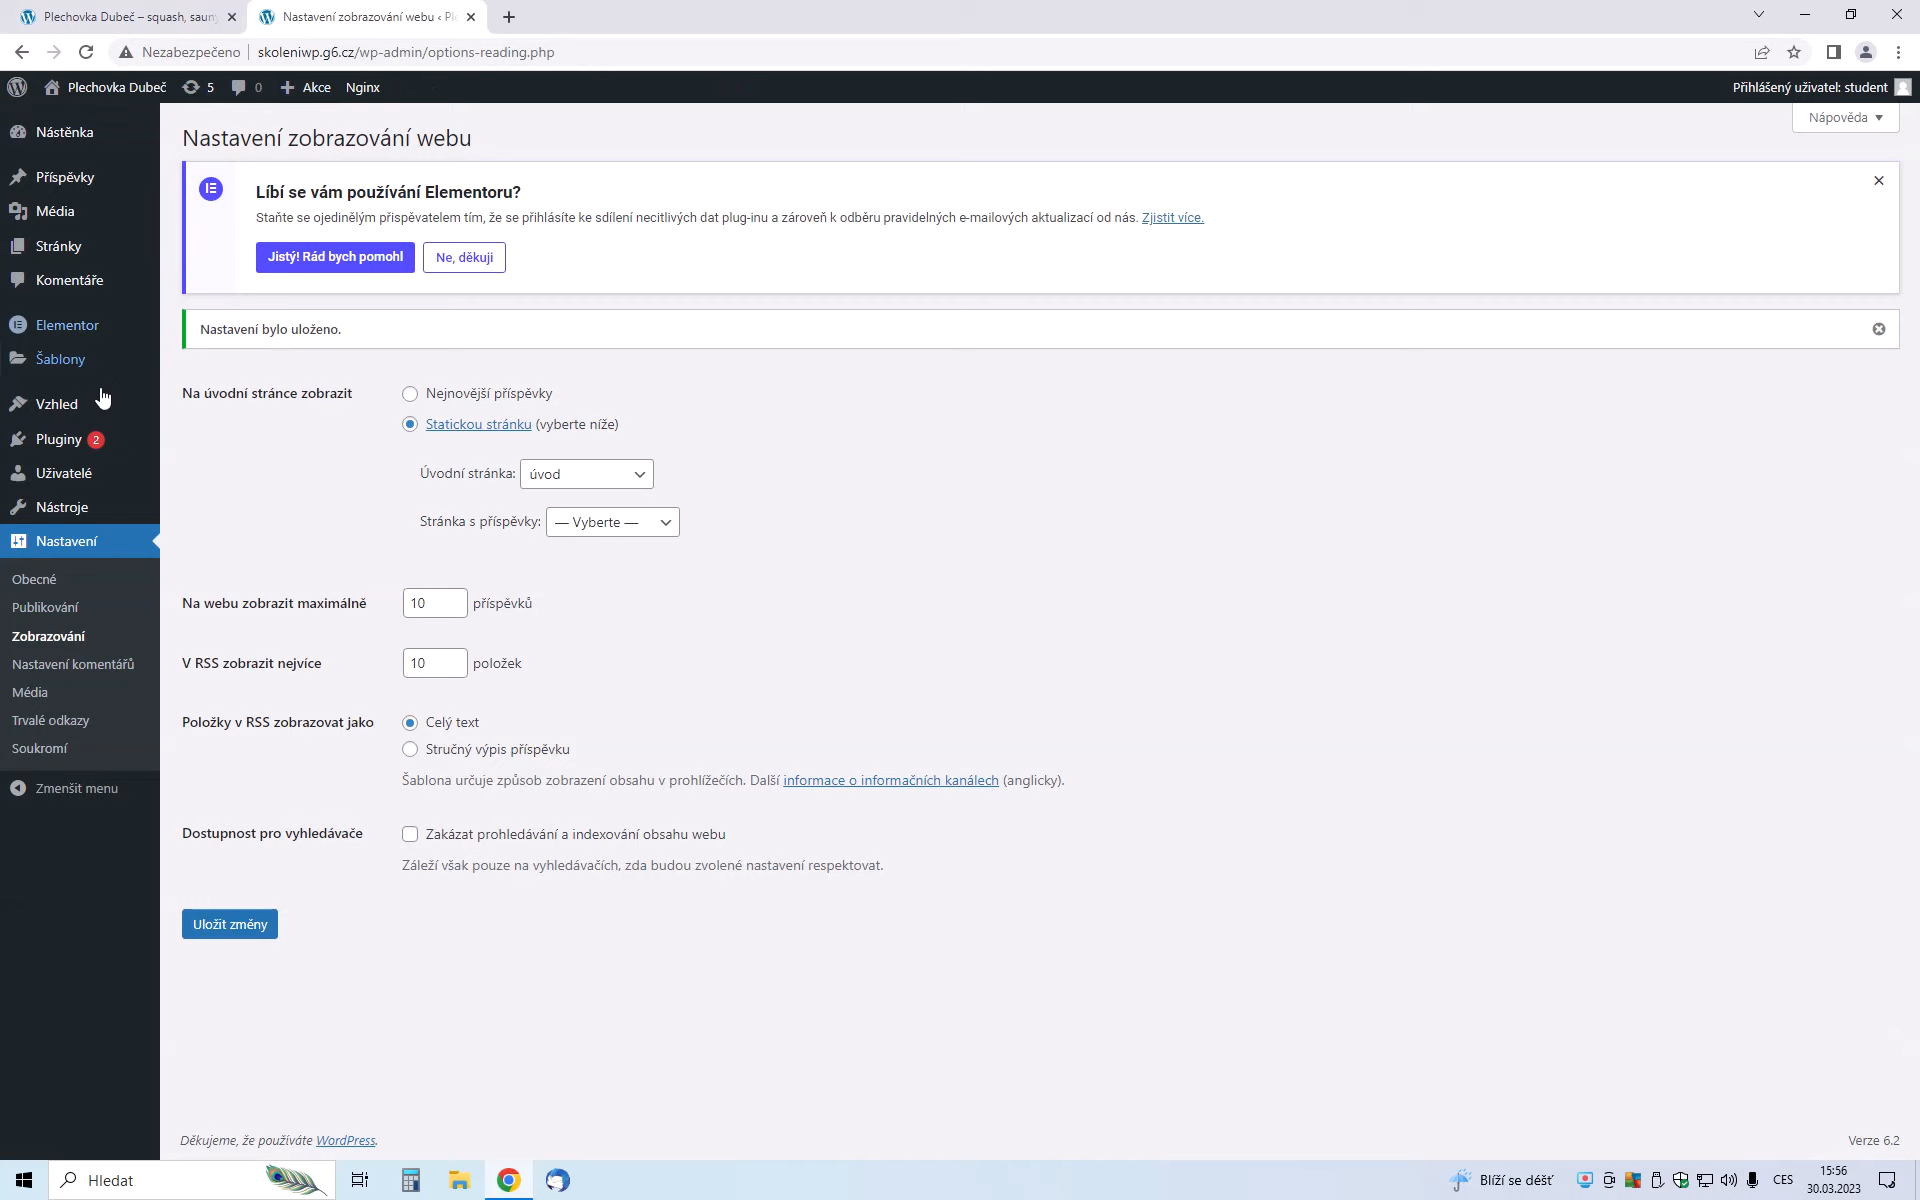 Plechovka Dubeč – squash, sauny
Nastavení zobrazování webu ‹ Ple
Nezabezpečeno
skoleniwp.g6.cz/wp-admin/options-reading.php
Plechovka Dubeč 5 0 Akce Nginx
Přihlášený uživatel: student
Nástěnka
Příspěvky
Média
Stránky
Komentáře
Elementor
Šablony
Vzhled
Pluginy 2
Uživatelé
Nástroje
Nastavení
Obecné
Publikování
Zobrazování
Nastavení komentářů
Média
Trvalé odkazy
Soukromí
Zmenšit menu
Nápověda
Nastavení zobrazování webu
Líbí se vám používání Elementoru?
Staňte se ojedinělým přispěvatelem tím, že se přihlásíte ke sdílení necitlivých dat plug-inu a zároveň k odběru pravidelných e-mailových aktualizací od nás. Zjistit více.
Jistý! Rád bych pomohl
Ne, děkuji
Nastavení bylo uloženo.
Na úvodní stránce zobrazit
Nejnovější příspěvky
Statickou stránku (vyberte níže)
Úvodní stránka: úvod
Stránka s příspěvky: — Vyberte —
Na webu zobrazit maximálně 10 příspěvků
V RSS zobrazit nejvíce 10 položek
Položky v RSS zobrazovat jako
Celý text
Stručný výpis příspěvku
Šablona určuje způsob zobrazení obsahu v prohlížečích. Další informace o informačních kanálech (anglicky).
Dostupnost pro vyhledávače
Zakázat prohledávání a indexování obsahu webu
Záleží však pouze na vyhledávačích, zda budou zvolené nastavení respektovat.
Uložit změny
Děkujeme, že používáte WordPress.
Verze 6.2
Hledat
Blíží se déšť
CES
15:56
30.03.2023